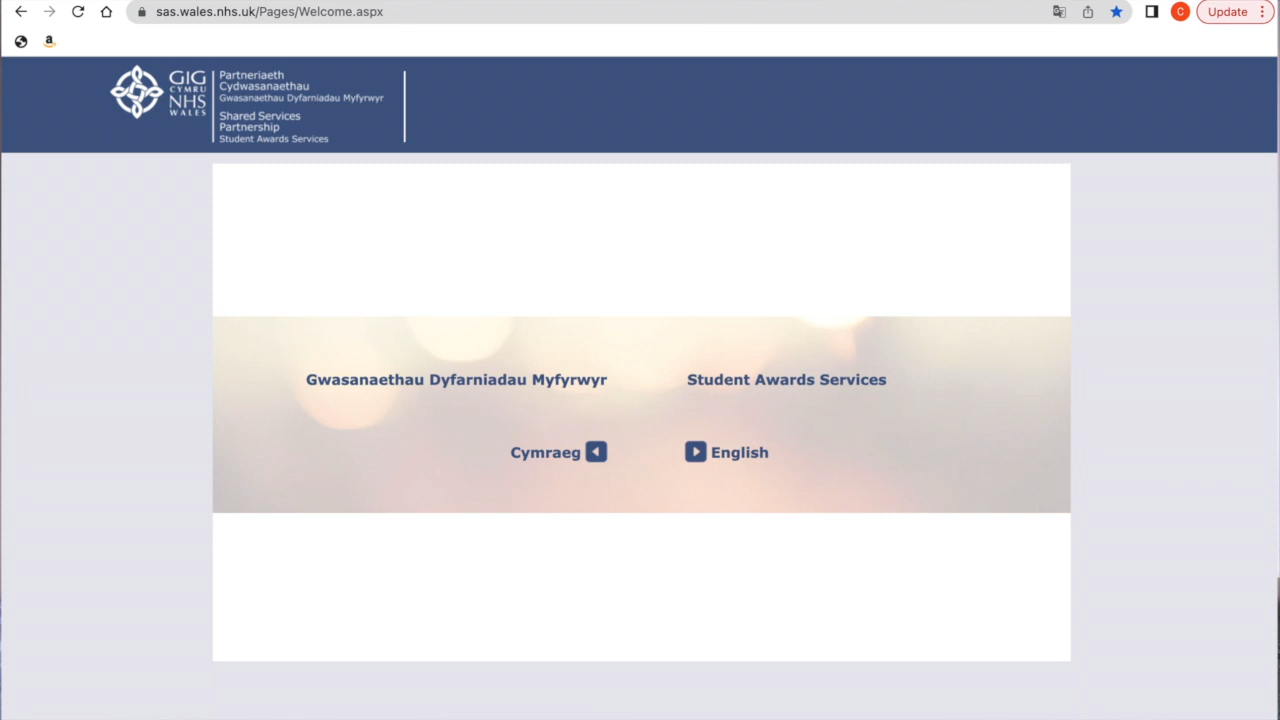 sas.wales.nhs.uk/Pages/Welcome.aspx
C
Update
a
GIG
CYMRU
NHS
WALES
Partneriaeth
Cydwasanaethau
Gwasanaethau Dyfarniadau Myfyrwyr
Shared Services
Partnership
Student Awards Services
Gwasanaethau Dyfarniadau Myfyrwyr
Student Awards Services
Cymraeg
English